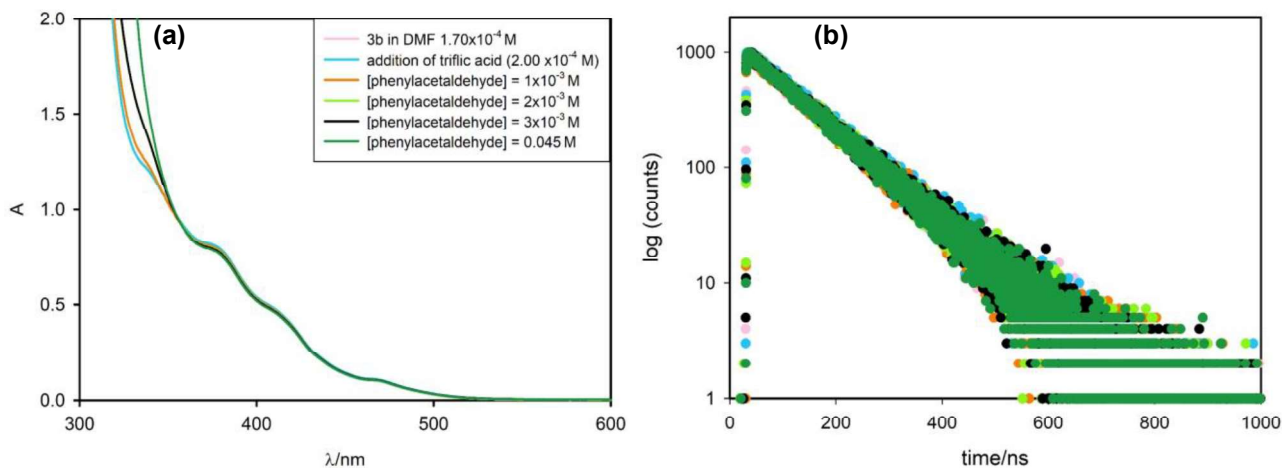 (a)
3b in DMF 1.70x10⁻⁴ M
addition of triflic acid (2.00 x10⁻⁴ M)
[phenylacetaldehyde] = 1x10⁻³ M
[phenylacetaldehyde] = 2x10⁻³ M
[phenylacetaldehyde] = 3x10⁻³ M
[phenylacetaldehyde] = 0.045 M
2.0
1.5
1.0
0.5
0.0
A
300
400
500
600
λ/nm
(b)
1000
100
10
1
log (counts)
0
200
400
600
800
1000
time/ns